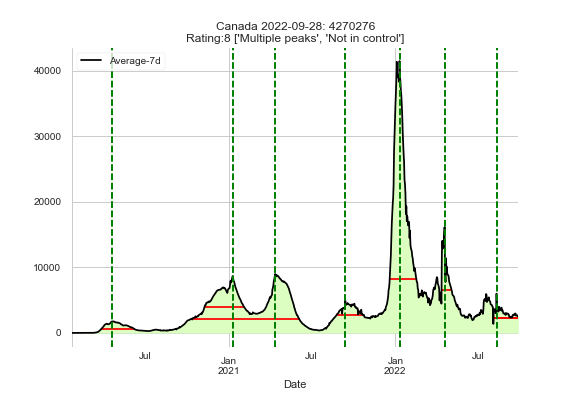 Canada 2022-09-28: 4270276
Rating:8 ['Multiple peaks', 'Not in control']
Average-7d
40000
30000
20000
10000
0
Jul
Jan
2021
Jul
Jan
2022
Jul
Date